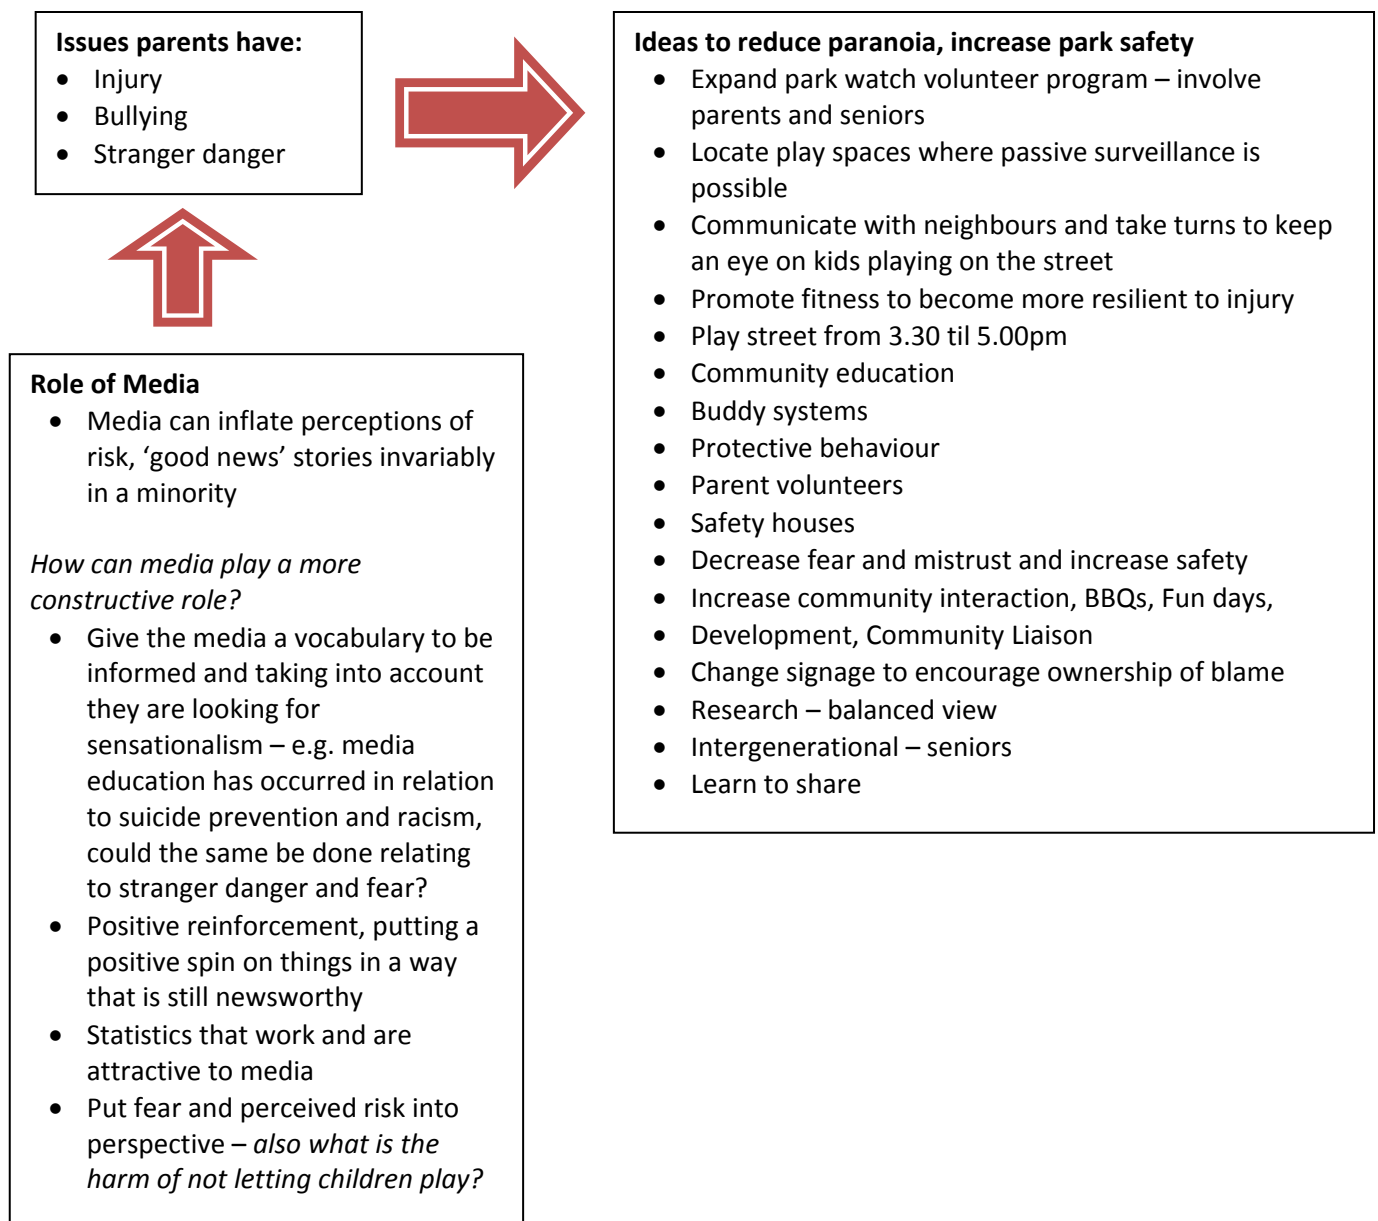 Issues parents have:
• Injury
• Bullying
• Stranger danger
Ideas to reduce paranoia, increase park safety
• Expand park watch volunteer program – involve
parents and seniors
• Locate play spaces where passive surveillance is
possible
• Communicate with neighbours and take turns to keep
an eye on kids playing on the street
• Promote fitness to become more resilient to injury
• Play street from 3.30 til 5.00pm
• Community education
• Buddy systems
• Protective behaviour
• Parent volunteers
• Safety houses
• Decrease fear and mistrust and increase safety
• Increase community interaction, BBQs, Fun days,
• Development, Community Liaison
• Change signage to encourage ownership of blame
• Research – balanced view
• Intergenerational – seniors
• Learn to share
Role of Media
• Media can inflate perceptions of
risk, ‘good news’ stories invariably
in a minority
How can media play a more
constructive role?
• Give the media a vocabulary to be
informed and taking into account
they are looking for
sensationalism – e.g. media
education has occurred in relation
to suicide prevention and racism,
could the same be done relating
to stranger danger and fear?
• Positive reinforcement, putting a
positive spin on things in a way
that is still newsworthy
• Statistics that work and are
attractive to media
• Put fear and perceived risk into
perspective – also what is the
harm of not letting children play?